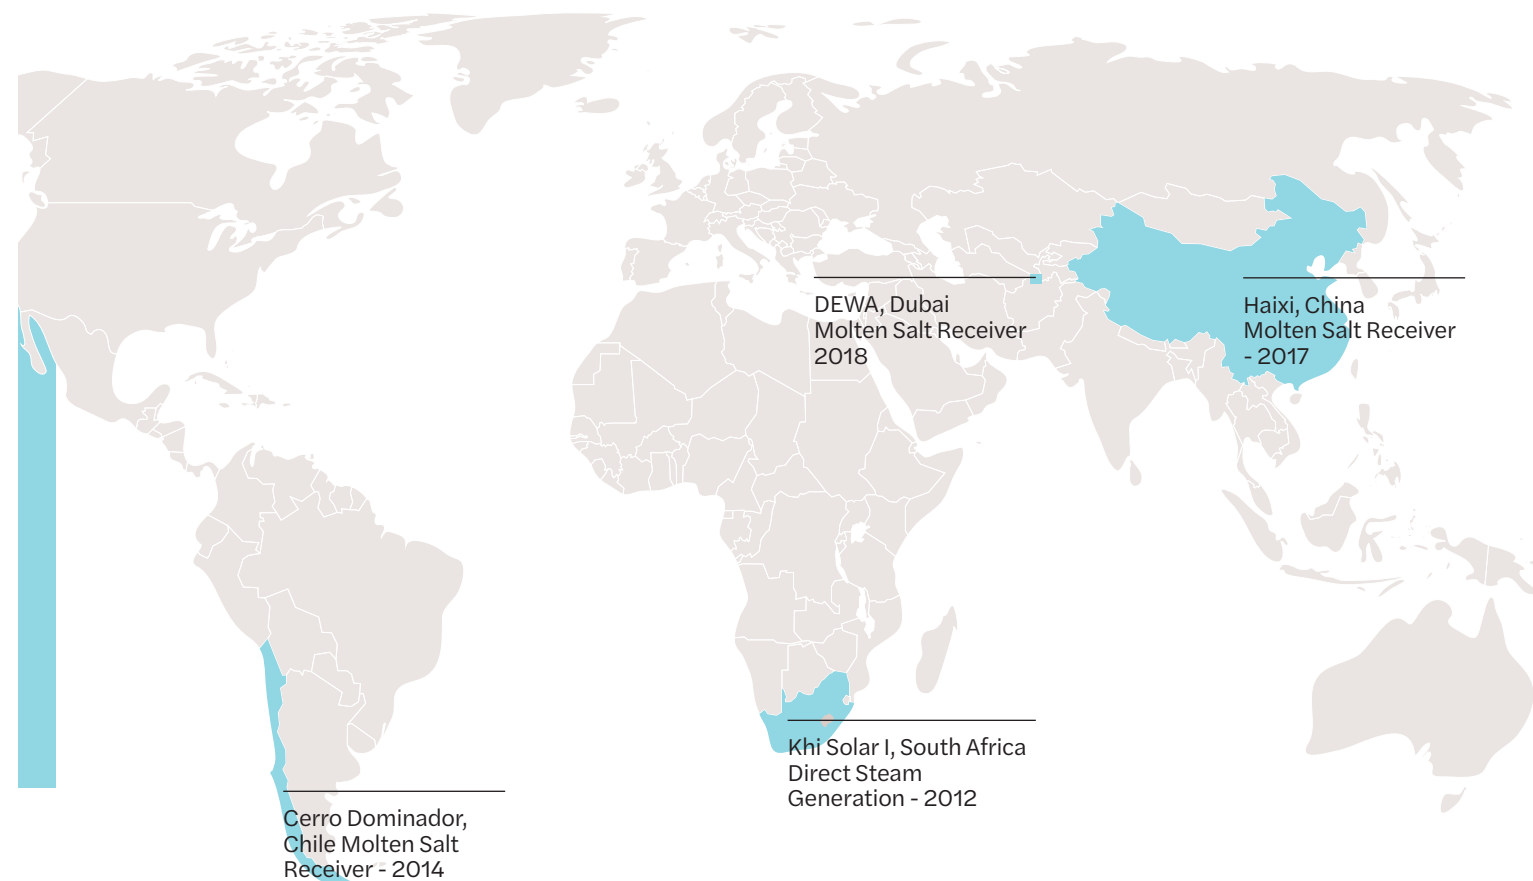 DEWA, Dubai
Molten Salt Receiver
2018
Haixi, China
Molten Salt Receiver
- 2017
Khi Solar I, South Africa
Direct Steam
Generation - 2012
Cerro Dominador,
Chile Molten Salt
Receiver - 2014